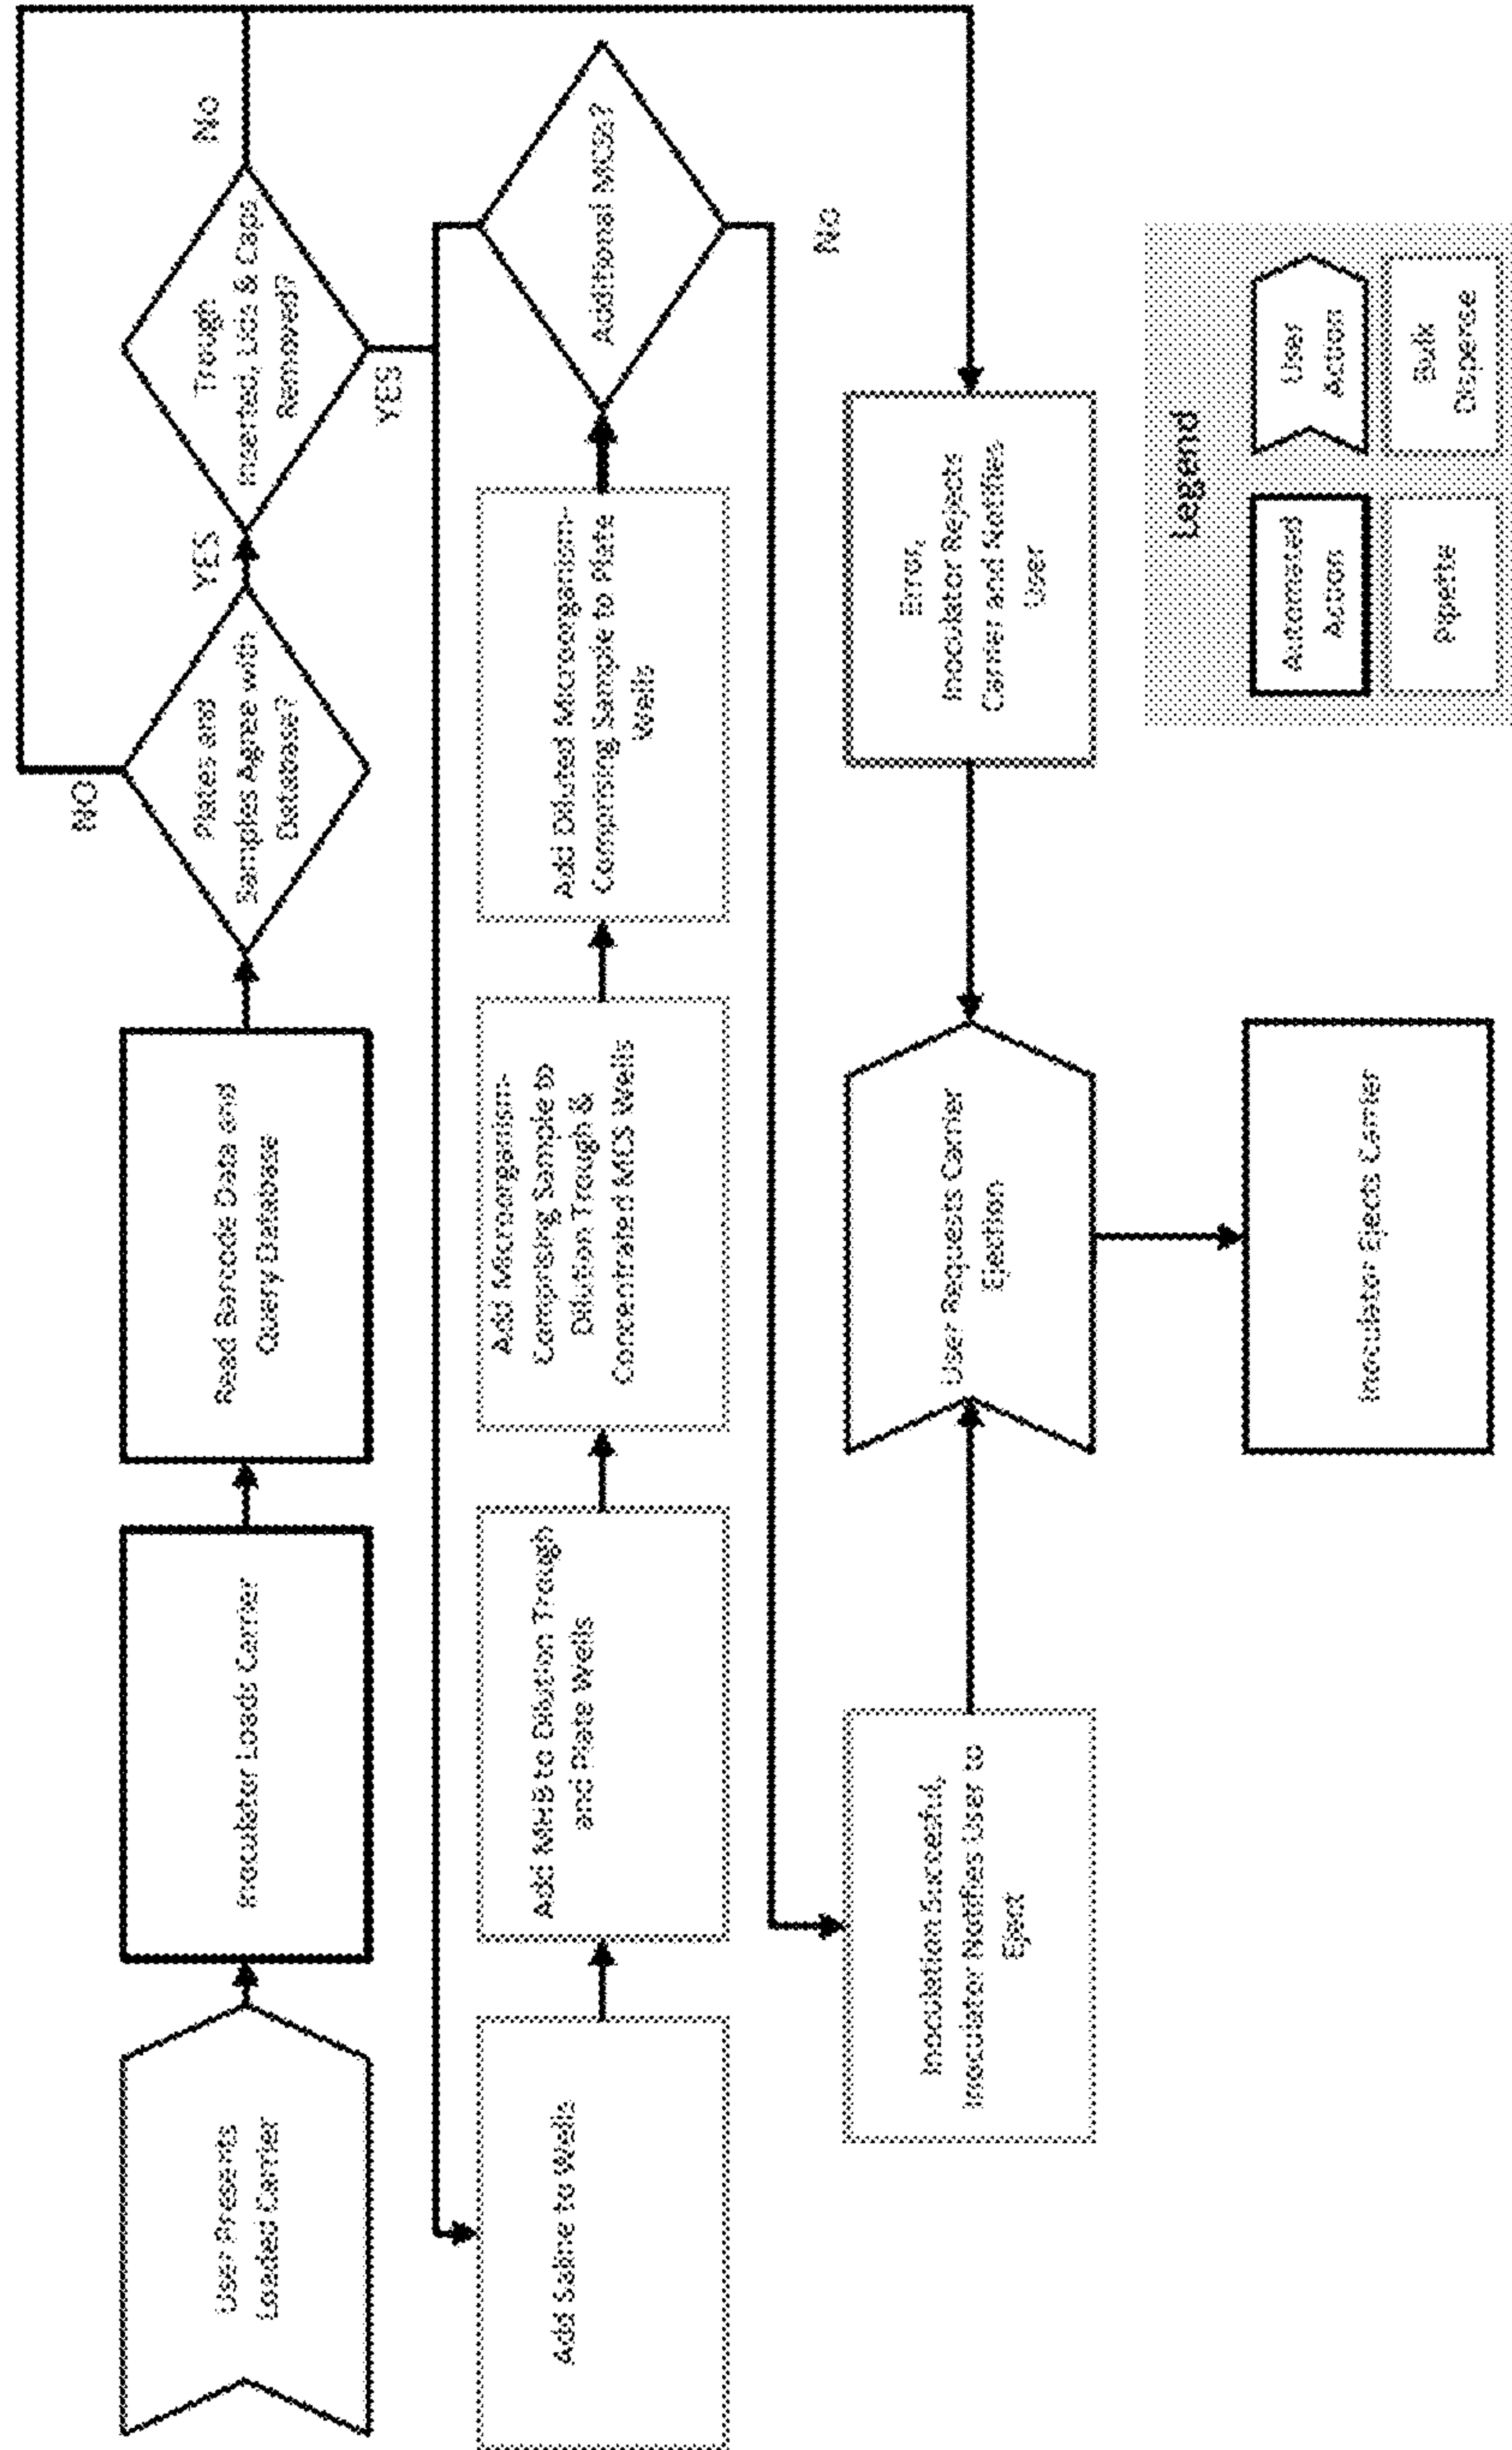 User Presents
Loaded Carrier
Inoculator Loads Carrier
Read Barcode Data and
Query Database
Plates and
Samples Agree with
Database?
NO
YES
Trough
Inserted, Lids & Caps
Removed?
No
YES
Add Saline to Wells
Add MHB to Dilution Trough
and Plate Wells
Add Microorganism-
Comprising Sample to
Dilution Trough &
Concentrated MCS Wells
Add Diluted Microorganism-
Comprising Sample to Plate
Wells
Additional MCSs?
No
Inoculation Successful,
Inoculator Notifies User to
Eject
User Requests Carrier
Ejection
Error,
Inoculator Rejects
Carrier and Notifies
User
Inoculator Ejects Carrier
Legend
Automated
Action
User
Action
Pipette
Bulk
Dispense